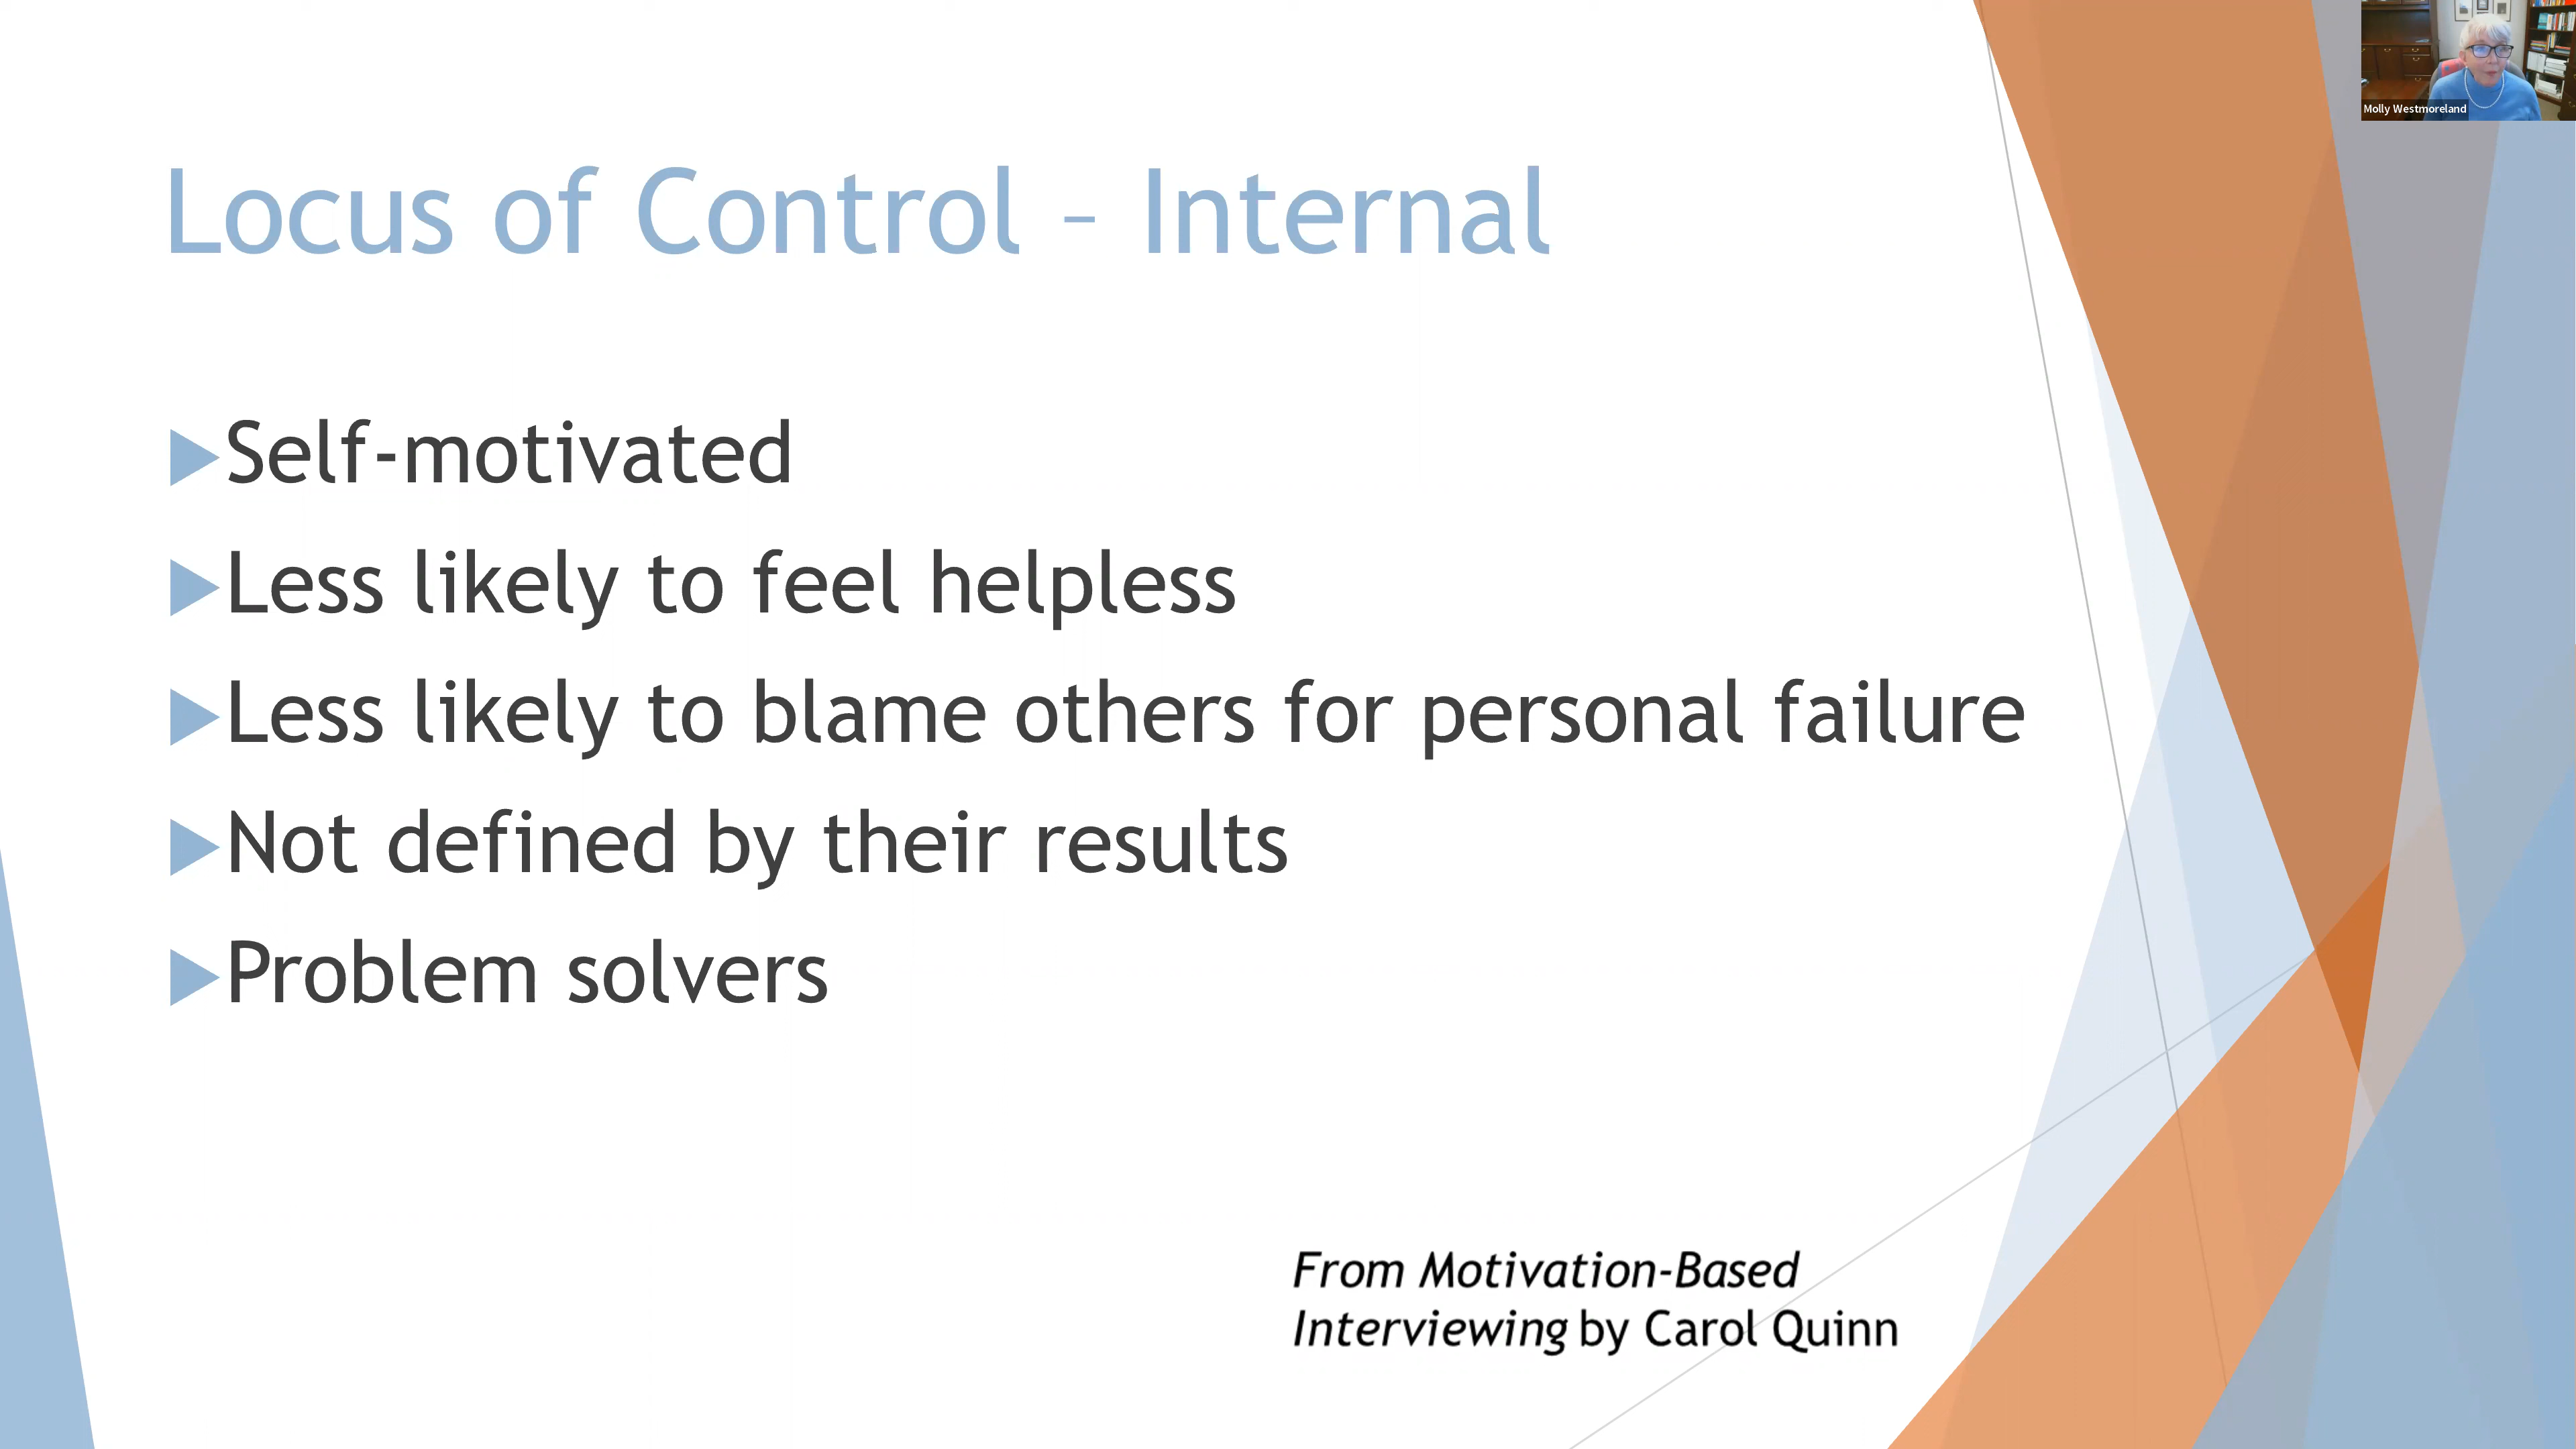 Molly Westmoreland
Locus of Control – Internal
Self-motivated
Less likely to feel helpless
Less likely to blame others for personal failure
Not defined by their results
Problem solvers
From Motivation-Based
Interviewing by Carol Quinn